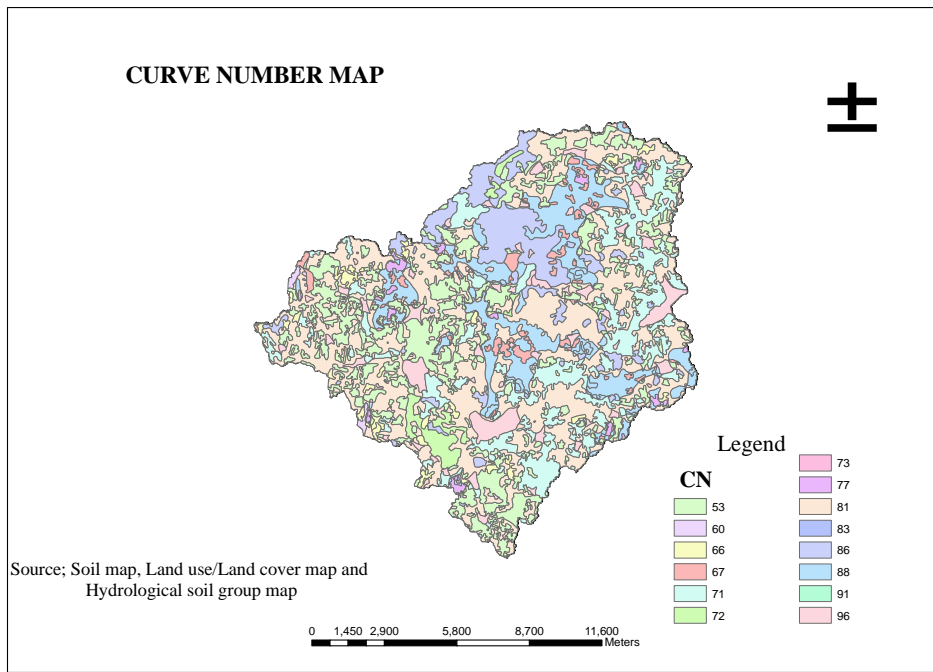 CURVE NUMBER MAP
±
Legend
CN
53
60
66
67
71
72
73
77
81
83
86
88
91
96
Source; Soil map, Land use/Land cover map and
Hydrological soil group map
0 1,450 2,900 5,800 8,700 11,600
Meters